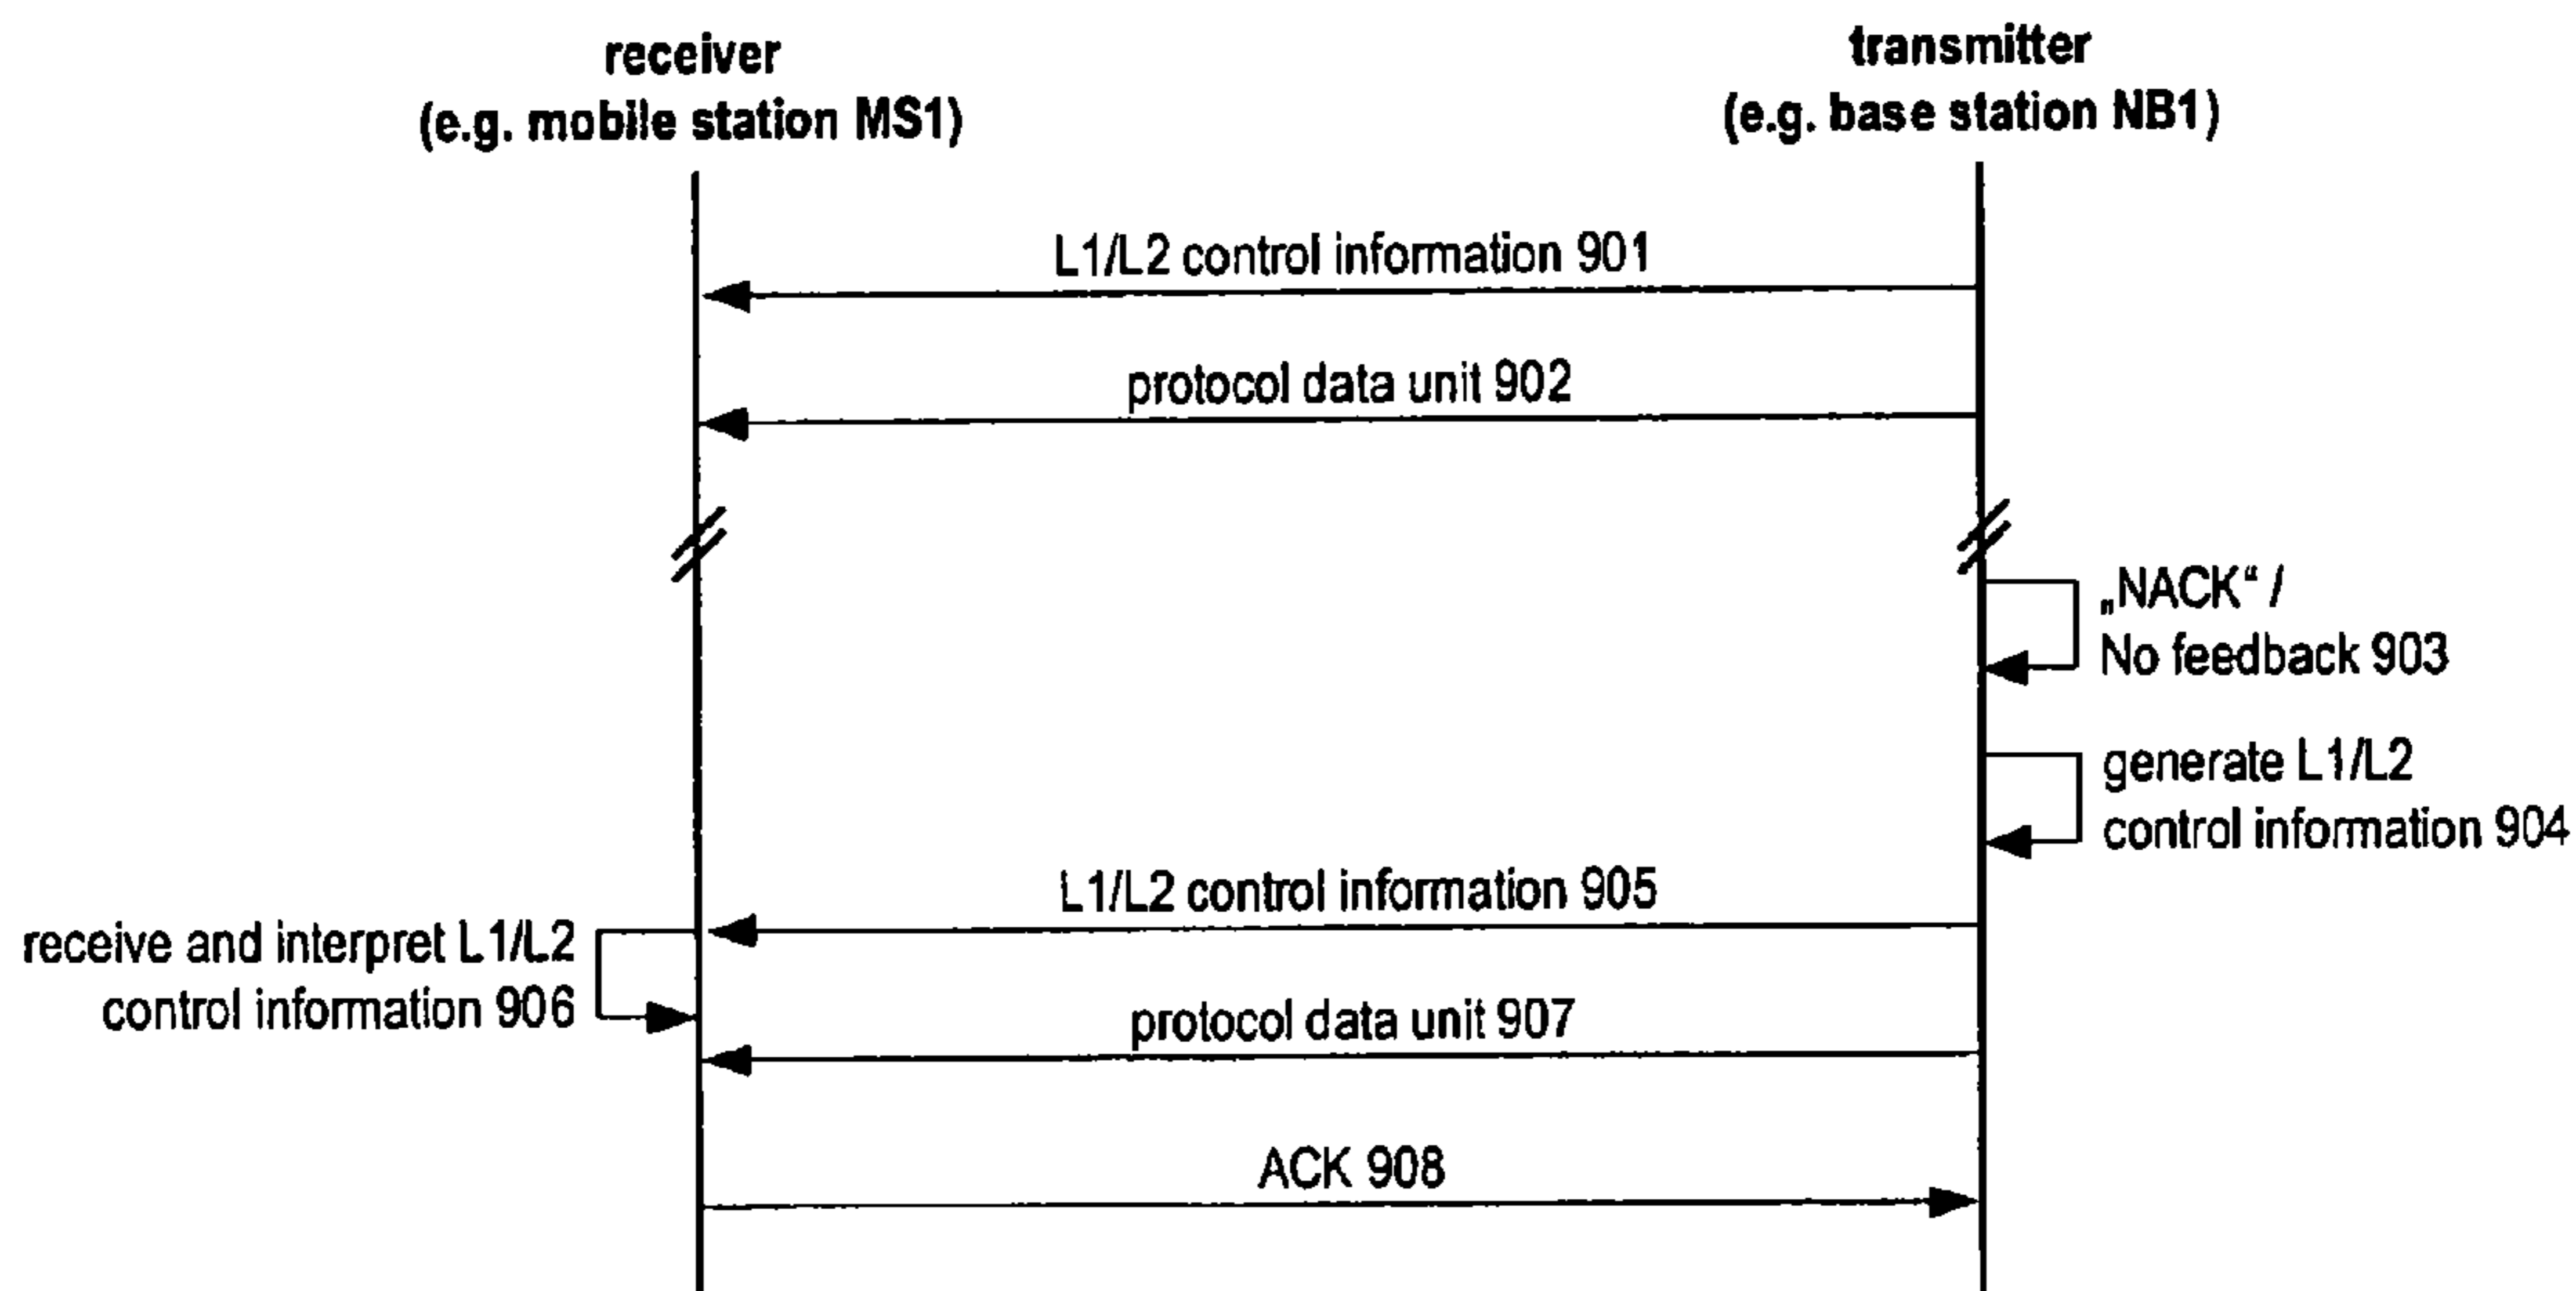 receiver
(e.g. mobile station MS1)
transmitter
(e.g. base station NB1)
L1/L2 control information 901
protocol data unit 902
„NACK“ /
No feedback 903
generate L1/L2
control information 904
L1/L2 control information 905
receive and interpret L1/L2
control information 906
protocol data unit 907
ACK 908